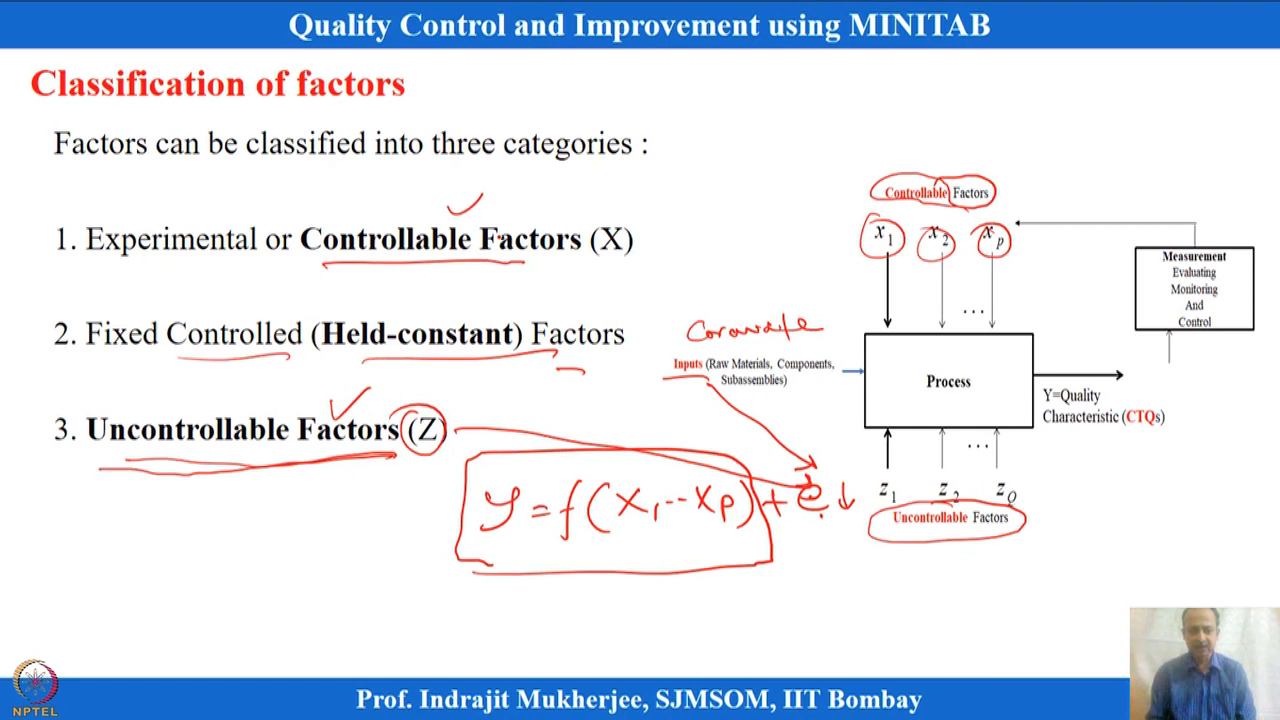 Quality Control and Improvement using MINITAB
Classification of factors
Factors can be classified into three categories :
1. Experimental or Controllable Factors (X)
2. Fixed Controlled (Held-constant) Factors
3. Uncontrollable Factors (Z)
y = f(x1 -- xp) + e ↓
Controllable Factors
x1 x2 xp
...
Measurement
Evaluating
Monitoring
And
Control
Inputs (Raw Materials, Components,
Subassemblies)
Process
Y=Quality
Characteristic (CTQs)
...
z1 z2 zQ
Uncontrollable Factors
NPTEL
Prof. Indrajit Mukherjee, SJMSOM, IIT Bombay